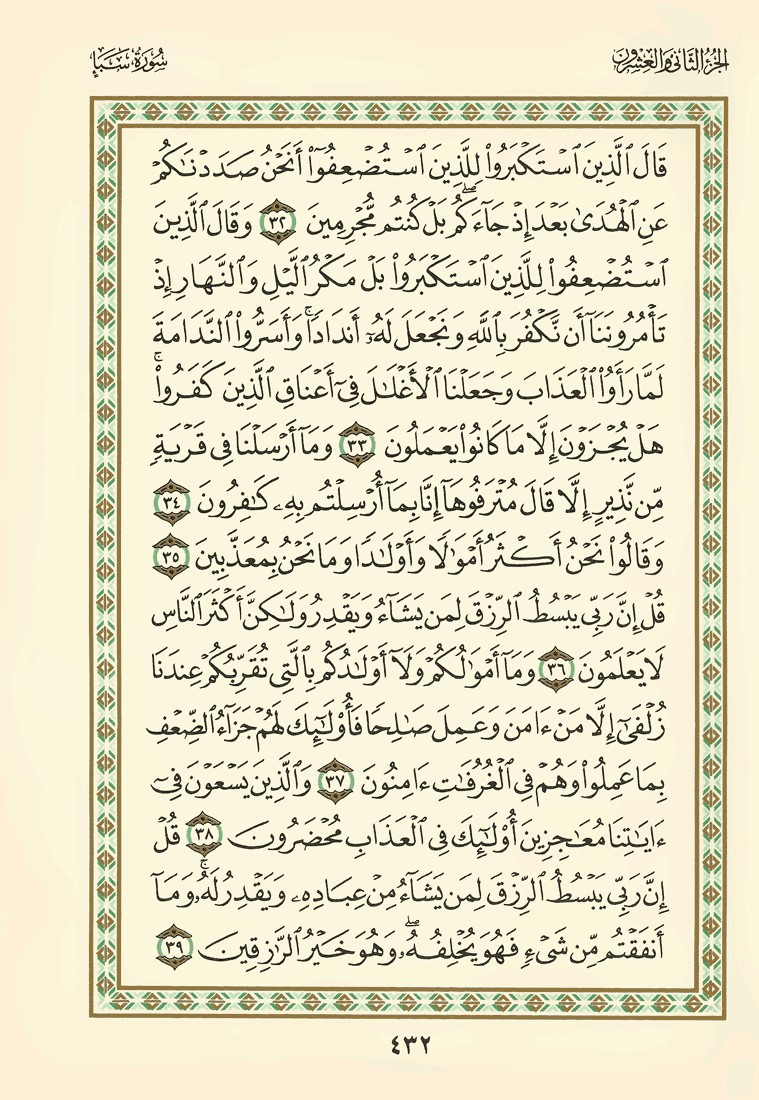 الجزء الثاني والعشرون
سورة سبإ
قَالَ ٱلَّذِينَ ٱسْتَكْبَرُوا۟ لِلَّذِينَ ٱسْتُضْعِفُوٓا۟ أَنَحْنُ صَدَدْنَـٰكُمْ
عَنِ ٱلْهُدَىٰ بَعْدَ إِذْ جَآءَكُم ۖ بَلْ كُنتُم مُّجْرِمِينَ ٣٢ وَقَالَ ٱلَّذِينَ
ٱسْتُضْعِفُوا۟ لِلَّذِينَ ٱسْتَكْبَرُوا۟ بَلْ مَكْرُ ٱلَّيْلِ وَٱلنَّهَارِ إِذْ
تَأْمُرُونَنَآ أَن نَّكْفُرَ بِٱللَّهِ وَنَجْعَلَ لَهُۥٓ أَندَادًا ۚ وَأَسَرُّوا۟ ٱلنَّدَامَةَ
لَمَّا رَأَوُا۟ ٱلْعَذَابَ وَجَعَلْنَا ٱلْأَغْلَـٰلَ فِىٓ أَعْنَاقِ ٱلَّذِينَ كَفَرُوا۟ ۚ
هَلْ يُجْزَوْنَ إِلَّا مَا كَانُوا۟ يَعْمَلُونَ ٣٣ وَمَآ أَرْسَلْنَا فِى قَرْيَةٍ
مِّن نَّذِيرٍ إِلَّا قَالَ مُتْرَفُوهَآ إِنَّا بِمَآ أُرْسِلْتُم بِهِۦ كَـٰفِرُونَ ٣٤
وَقَالُوا۟ نَحْنُ أَكْثَرُ أَمْوَٰلًا وَأَوْلَـٰدًا وَمَا نَحْنُ بِمُعَذَّبِينَ ٣٥
قُلْ إِنَّ رَبِّى يَبْسُطُ ٱلرِّزْقَ لِمَن يَشَآءُ وَيَقْدِرُ وَلَـٰكِنَّ أَكْثَرَ ٱلنَّاسِ
لَا يَعْلَمُونَ ٣٦ وَمَآ أَمْوَٰلُكُمْ وَلَآ أَوْلَـٰدُكُم بِٱلَّتِى تُقَرِّبُكُمْ عِندَنَا
زُلْفَىٰٓ إِلَّا مَنْ ءَامَنَ وَعَمِلَ صَـٰلِحًا فَأُو۟لَـٰٓئِكَ لَهُمْ جَزَآءُ ٱلضِّعْفِ
بِمَا عَمِلُوا۟ وَهُمْ فِى ٱلْغُرُفَـٰتِ ءَامِنُونَ ٣٧ وَٱلَّذِينَ يَسْعَوْنَ فِىٓ
ءَايَـٰتِنَا مُعَـٰجِزِينَ أُو۟لَـٰٓئِكَ فِى ٱلْعَذَابِ مُحْضَرُونَ ٣٨ قُلْ
إِنَّ رَبِّى يَبْسُطُ ٱلرِّزْقَ لِمَن يَشَآءُ مِنْ عِبَادِهِۦ وَيَقْدِرُ لَهُۥ ۚ وَمَآ
أَنفَقْتُم مِّن شَىْءٍ فَهُوَ يُخْلِفُهُۥ ۖ وَهُوَ خَيْرُ ٱلرَّٰزِقِينَ ٣٩
٤٣٢